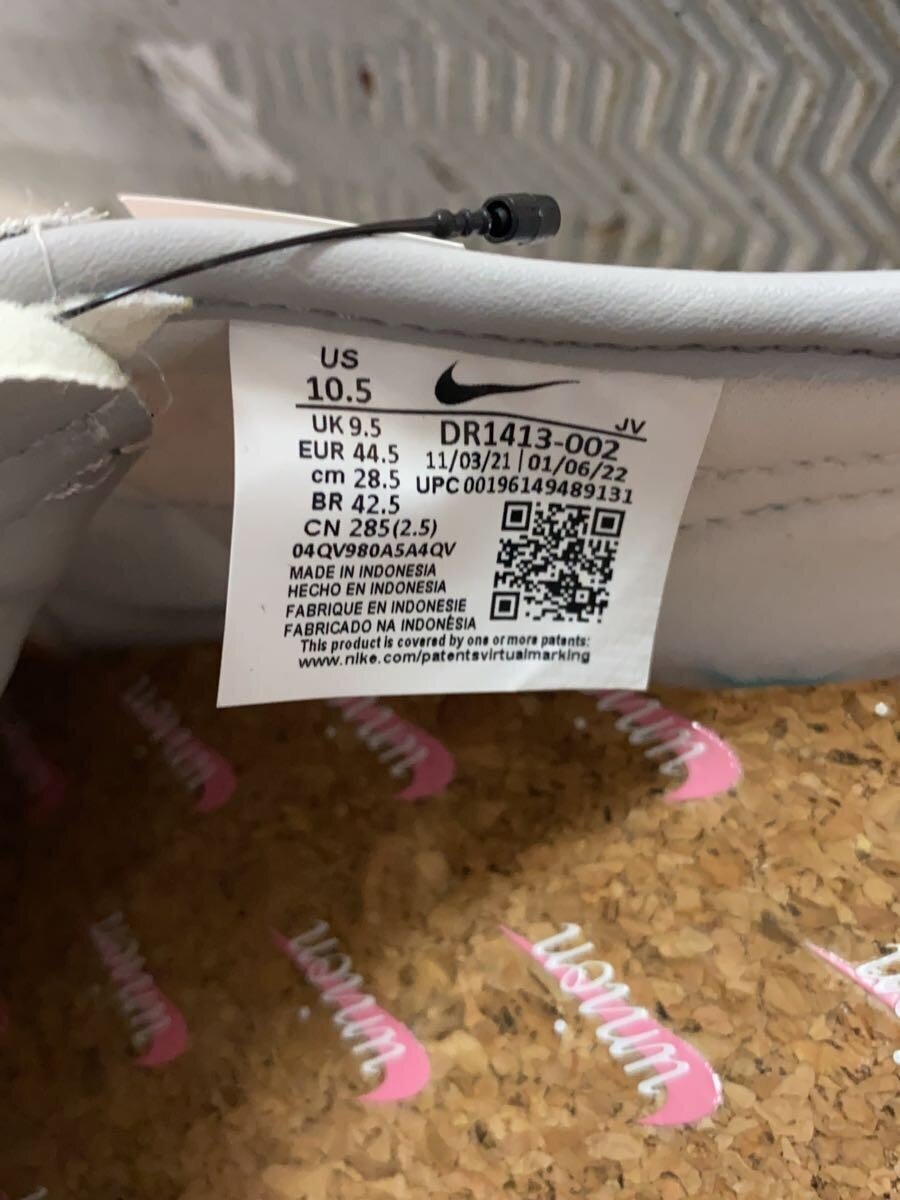 US
10.5
JV
UK 9.5
DR1413-002
EUR 44.5
11/03/21 | 01/06/22
cm 28.5
UPC 00196149489131
BR 42.5
CN 285(2.5)
04QV980A5A4QV
MADE IN INDONESIA
HECHO EN INDONESIA
FABRIQUE EN INDONESIE
FABRICADO NA INDONÉSIA
This product is covered by one or more patents:
www.nike.com/patentsvirtualmarking